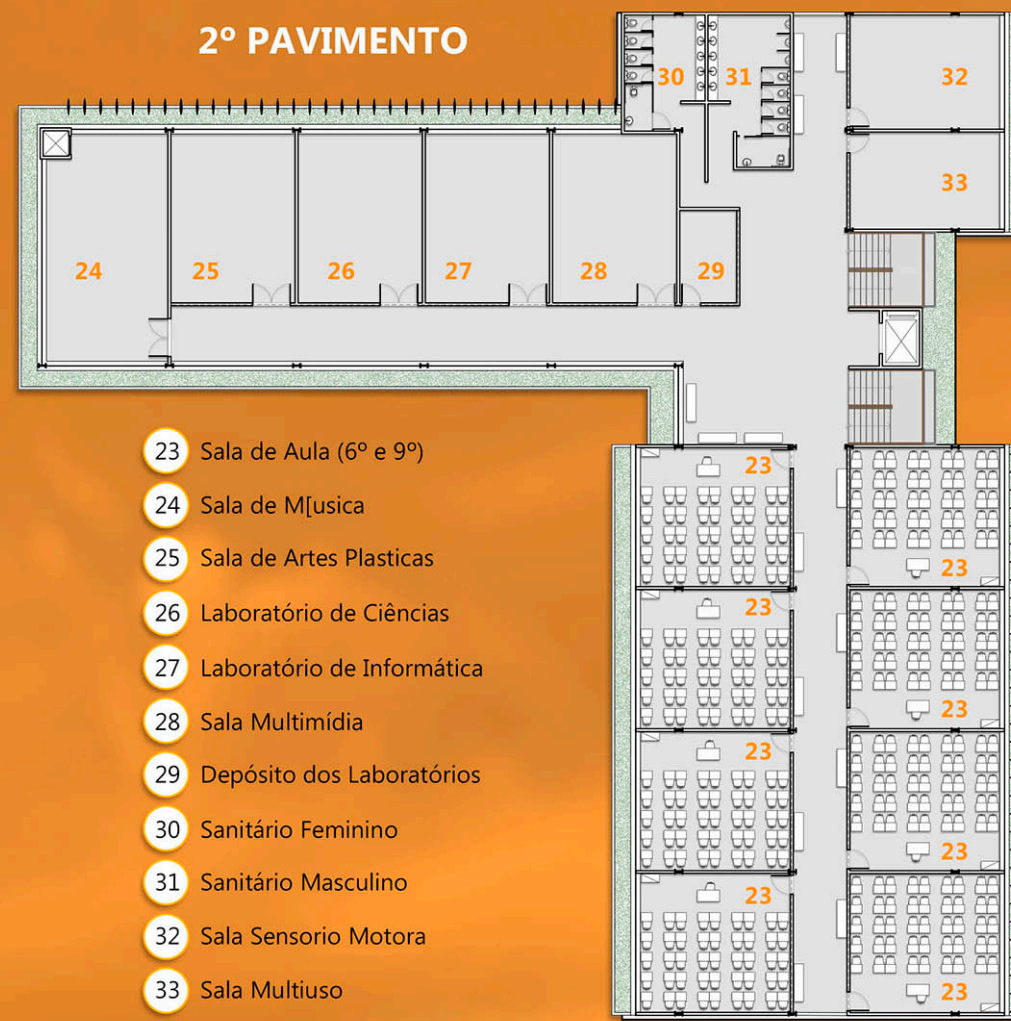 2º PAVIMENTO
30
31
32
33
24
25
26
27
28
29
23
23
23
23
23
23
23
23
23 Sala de Aula (6º e 9º)
24 Sala de M[usica
25 Sala de Artes Plasticas
26 Laboratório de Ciências
27 Laboratório de Informática
28 Sala Multimídia
29 Depósito dos Laboratórios
30 Sanitário Feminino
31 Sanitário Masculino
32 Sala Sensorio Motora
33 Sala Multiuso